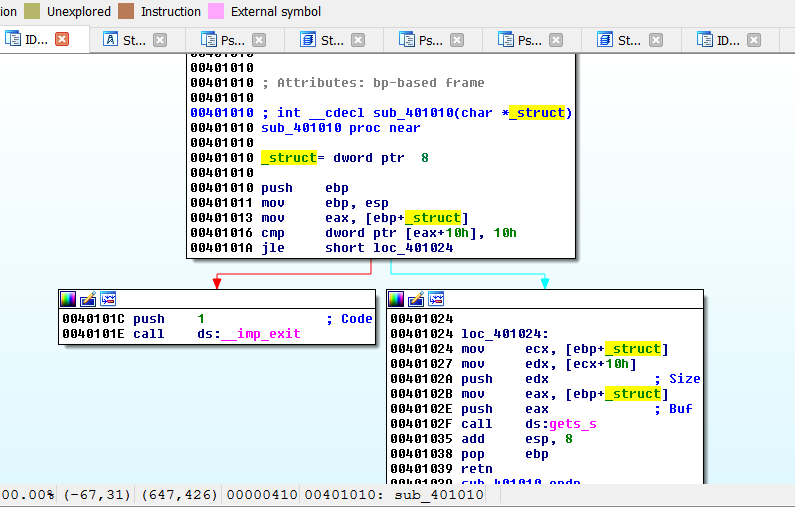 ion Unexplored Instruction External symbol
ID... St... Ps... St... Ps... Ps... St... ID...
00401010
00401010
00401010 ; Attributes: bp-based frame
00401010
00401010 ; int __cdecl sub_401010(char *_struct)
00401010 sub_401010 proc near
00401010
00401010 _struct= dword ptr  8
00401010
00401010 push    ebp
00401011 mov     ebp, esp
00401013 mov     eax, [ebp+_struct]
00401016 cmp     dword ptr [eax+10h], 10h
0040101A jle     short loc_401024
0040101C push    1               ; Code
0040101E call    ds:__imp_exit
00401024
00401024 loc_401024:
00401024 mov     ecx, [ebp+_struct]
00401027 mov     edx, [ecx+10h]
0040102A push    edx             ; Size
0040102B mov     eax, [ebp+_struct]
0040102E push    eax             ; Buf
0040102F call    ds:gets_s
00401035 add     esp, 8
00401038 pop     ebp
00401039 retn
00401039 sub_401010 endp
00.00% (-67,31) (647,426) 00000410 00401010: sub_401010